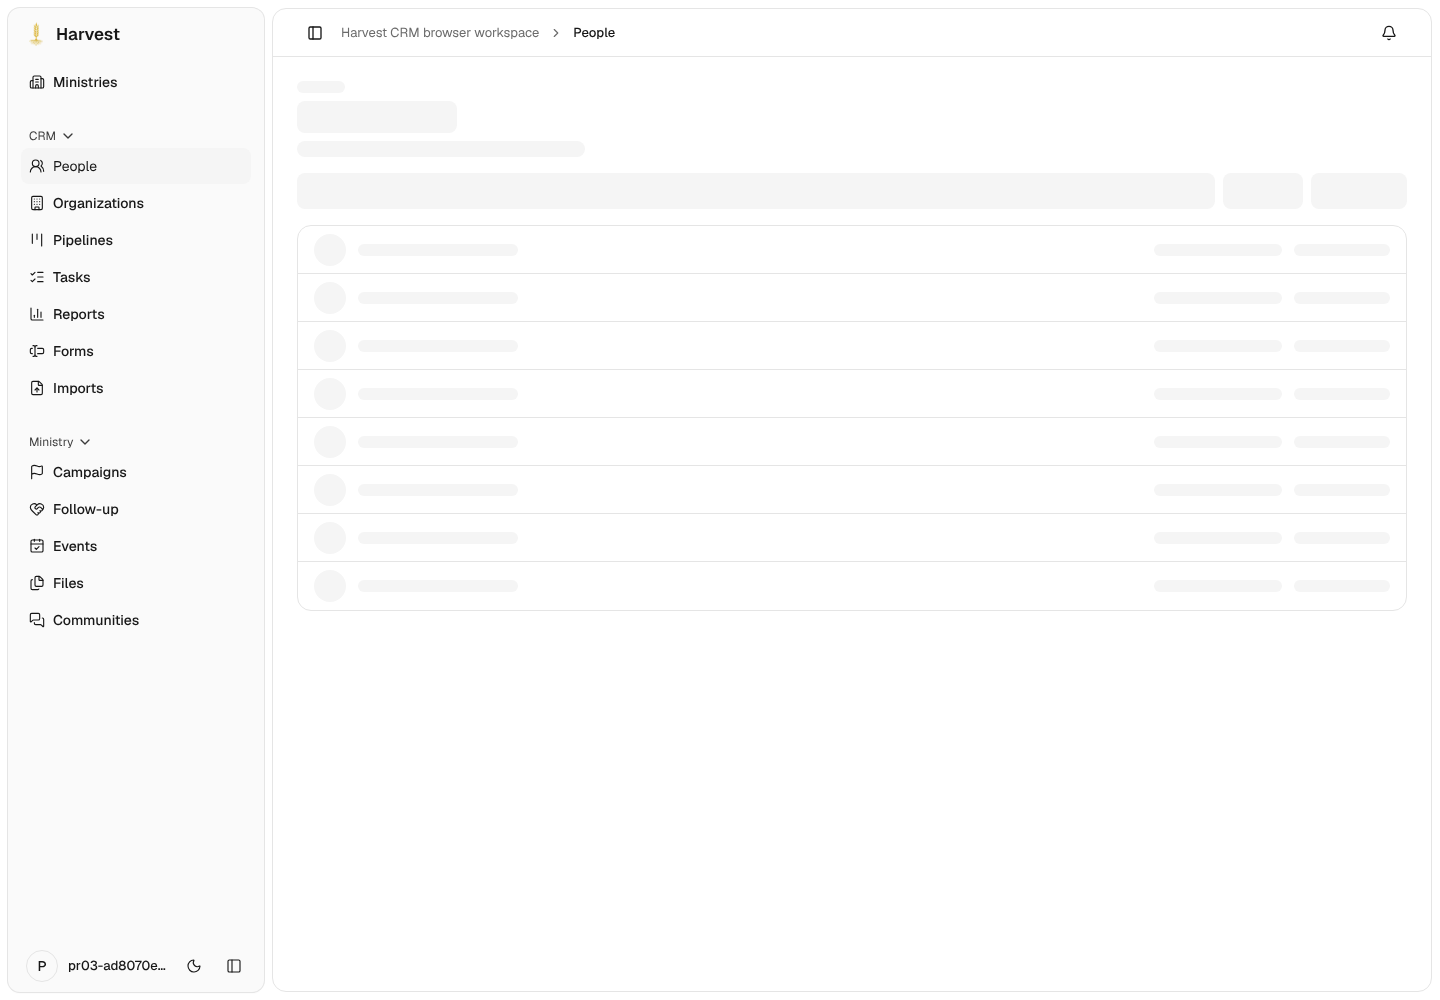 Harvest
Ministries
CRM
People
Organizations
Pipelines
Tasks
Reports
Forms
Imports
Ministry
Campaigns
Follow-up
Events
Files
Communities
P pr03-ad8070e...
Harvest CRM browser workspace > People